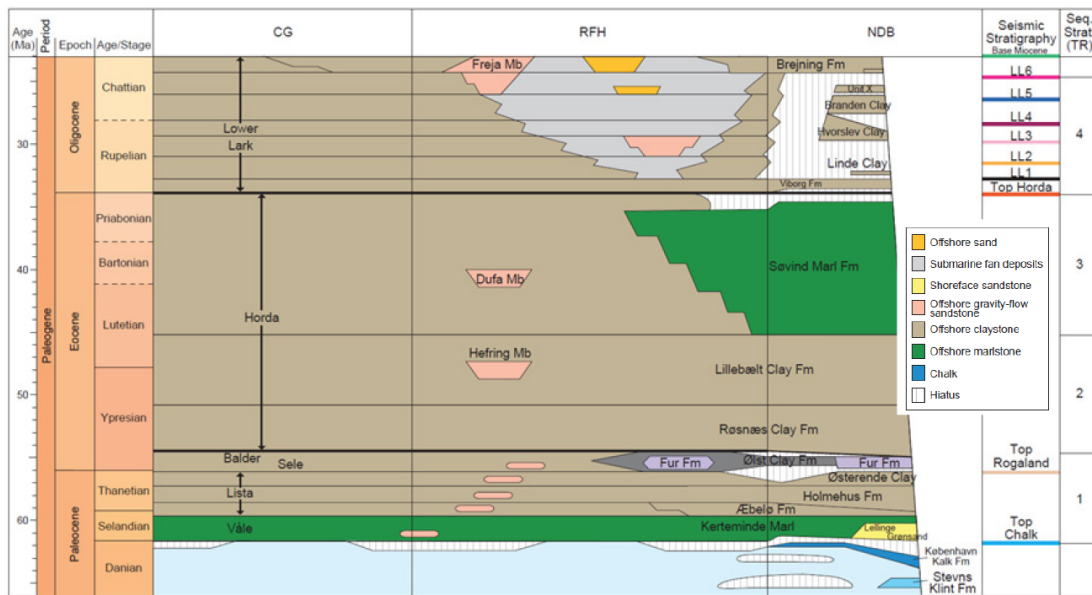 Age
(Ma)
Period
Epoch
Age/Stage
CG
RFH
NDB
Seismic
Stratigraphy
Base Miocene
Seq.
Strat.
(TR)
Paleogene
Oligocene
Eocene
Paleocene
Chattian
Rupelian
Priabonian
Bartonian
Lutetian
Ypresian
Thanetian
Selandian
Danian
30
40
50
60
Lower
Lark
Horda
Balder
Sele
Lista
Våle
Freja Mb
Dufa Mb
Hefring Mb
Brejning Fm
Unit X
Branden Clay
Hvorslev Clay
Linde Clay
Viborg Fm
Søvind Marl Fm
Lillebælt Clay Fm
Røsnæs Clay Fm
Fur Fm
Ølst Clay Fm
Fur Fm
Østerende Clay
Holmehus Fm
Æbelø Fm
Kerteminde Marl
Lellinge
Grønsand
København
Kalk Fm
Stevns
Klint Fm
Offshore sand
Submarine fan deposits
Shoreface sandstone
Offshore gravity-flow
sandstone
Offshore claystone
Offshore marlstone
Chalk
Hiatus
LL6
LL5
LL4
LL3
LL2
LL1
Top Horda
Top
Rogaland
Top
Chalk
4
3
2
1